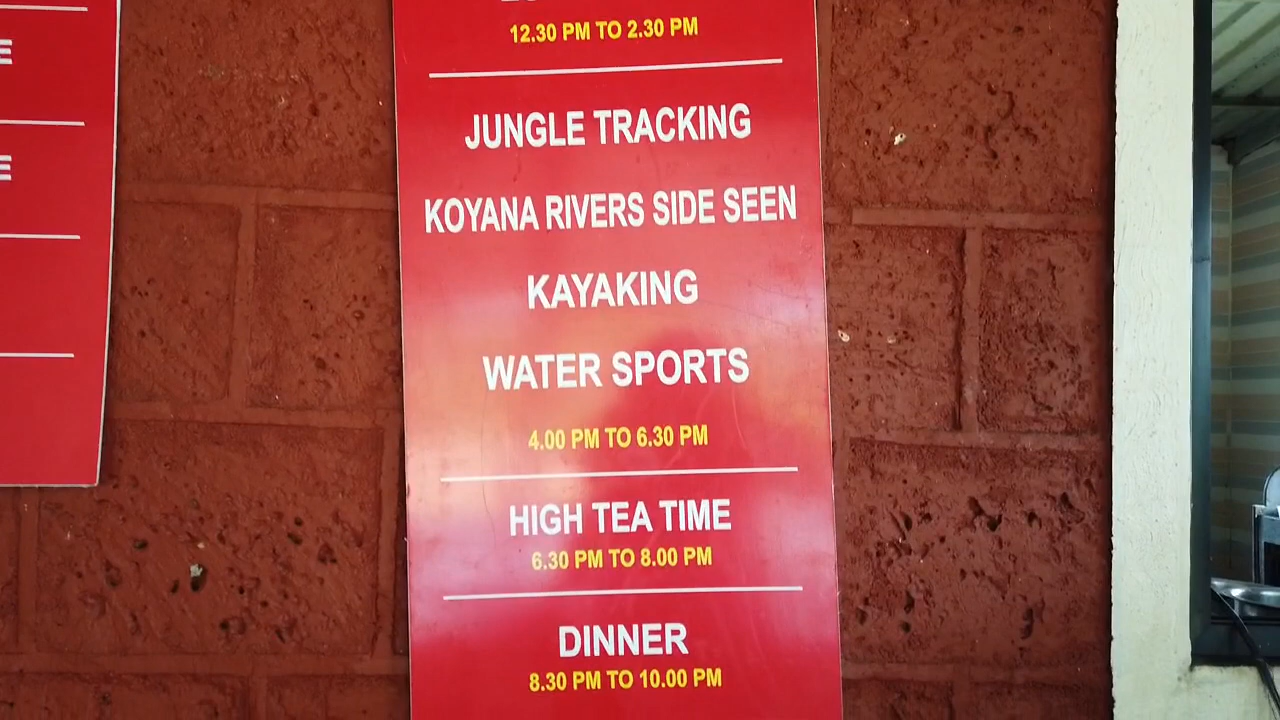 12.30 PM TO 2.30 PM
JUNGLE TRACKING
KOYANA RIVERS SIDE SEEN
KAYAKING
WATER SPORTS
4.00 PM TO 6.30 PM
HIGH TEA TIME
6.30 PM TO 8.00 PM
DINNER
8.30 PM TO 10.00 PM